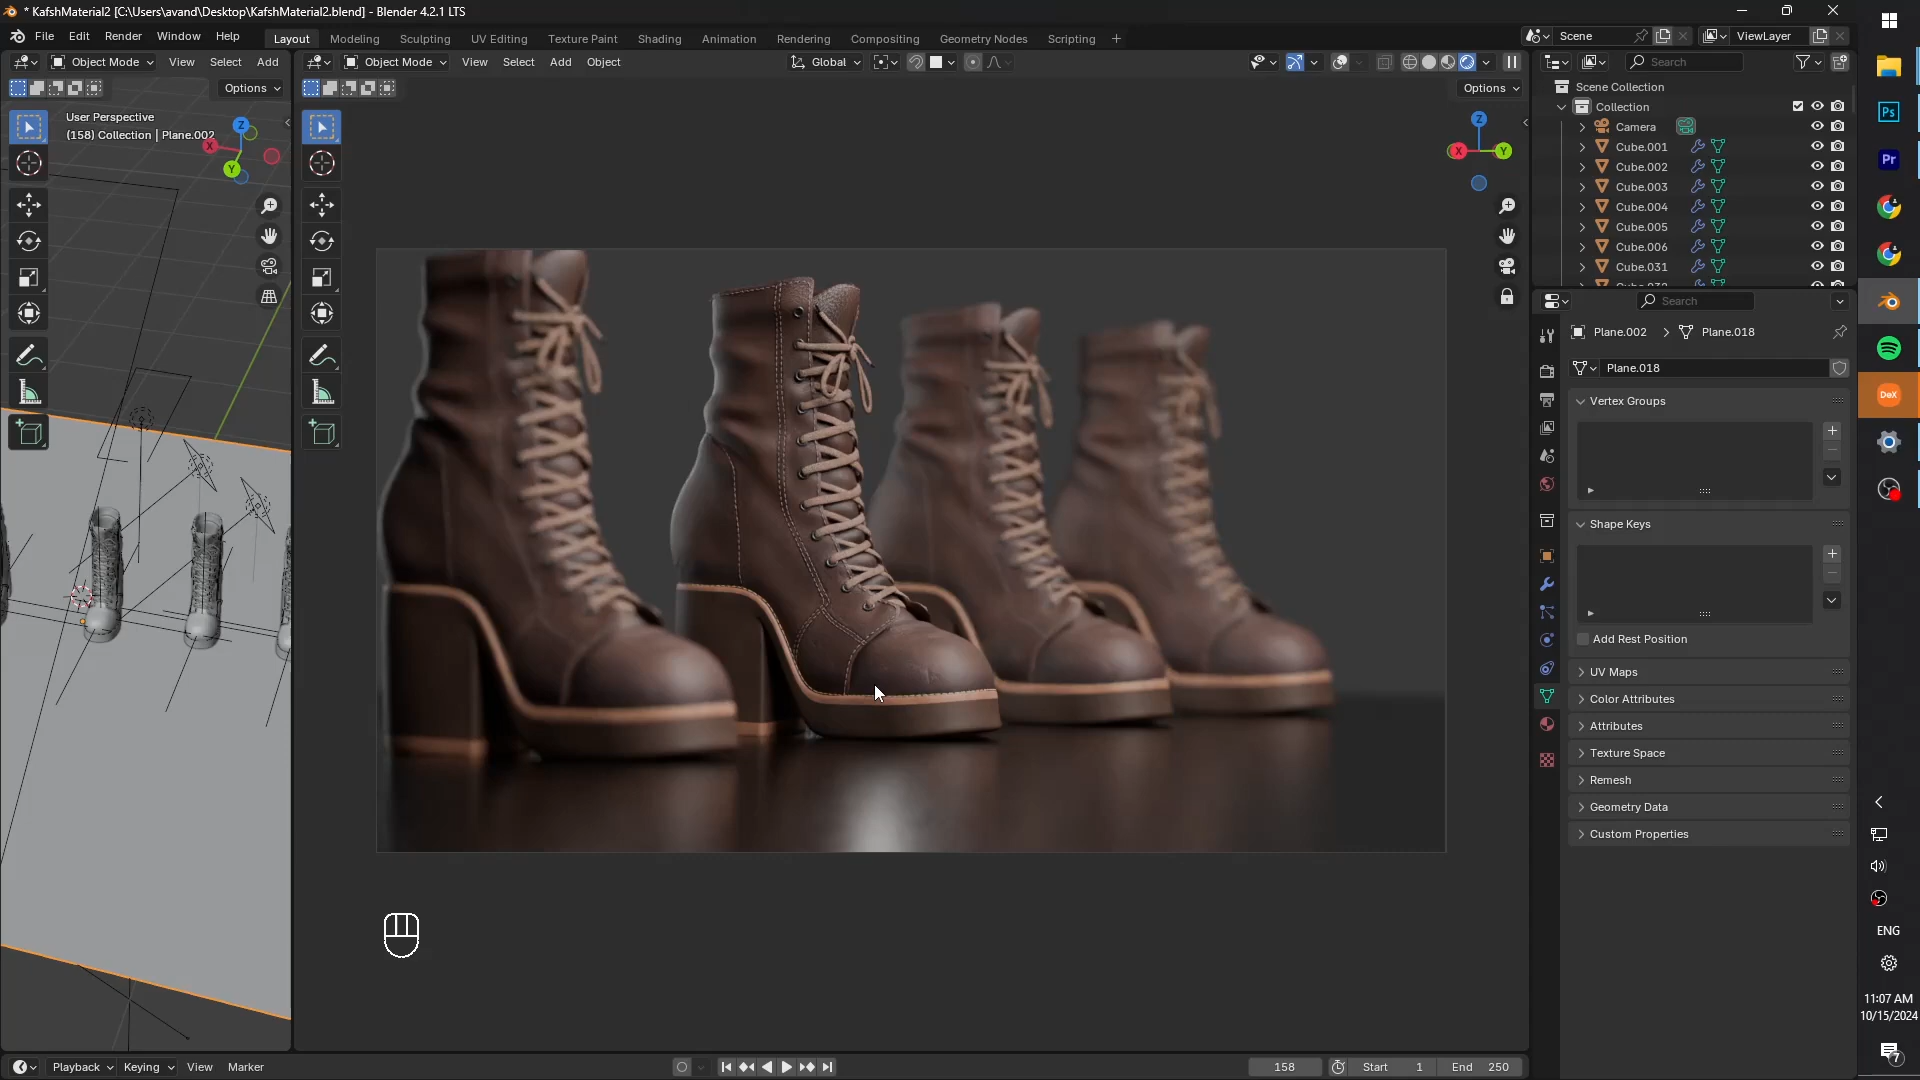 * KafshMaterial2 [C:\Users\avand\Desktop\KafshMaterial2.blend] - Blender 4.2.1 LTS
File Edit Render Window Help Layout Modeling Sculpting UV Editing Texture Paint Shading Animation Rendering Compositing Geometry Nodes Scripting + Scene ViewLayer
Ps
Pr
DeX
ENG
11:07 AM
10/15/2024
7
Object Mode View Select Add
Options
User Perspective
(158) Collection | Plane.002
Z
X
Y
Object Mode View Select Add Object Global
Options
Z
X
Y
Search
Scene Collection
Collection
Camera
Cube.001
Cube.002
Cube.003
Cube.004
Cube.005
Cube.006
Cube.031
Search
Plane.002 > Plane.018
Plane.018
Vertex Groups
Shape Keys
Add Rest Position
UV Maps
Color Attributes
Attributes
Texture Space
Remesh
Geometry Data
Custom Properties
Playback Keying View Marker 158 Start 1 End 250